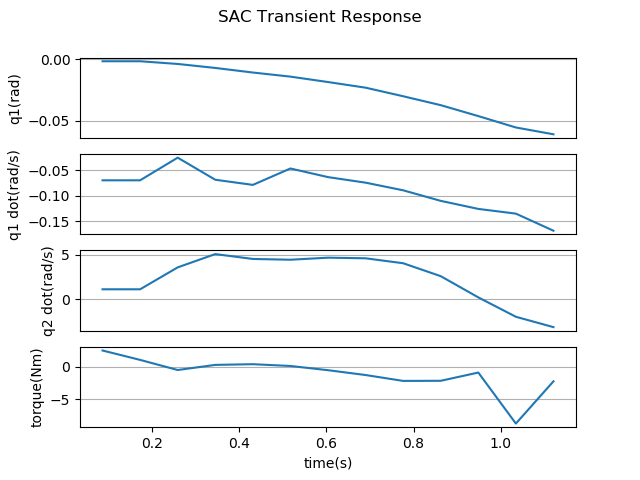 SAC Transient Response
q1(rad)
0.00
−0.05
q1 dot(rad/s)
−0.05
−0.10
−0.15
q2 dot(rad/s)
5
0
torque(Nm)
0
−5
0.2 0.4 0.6 0.8 1.0
time(s)